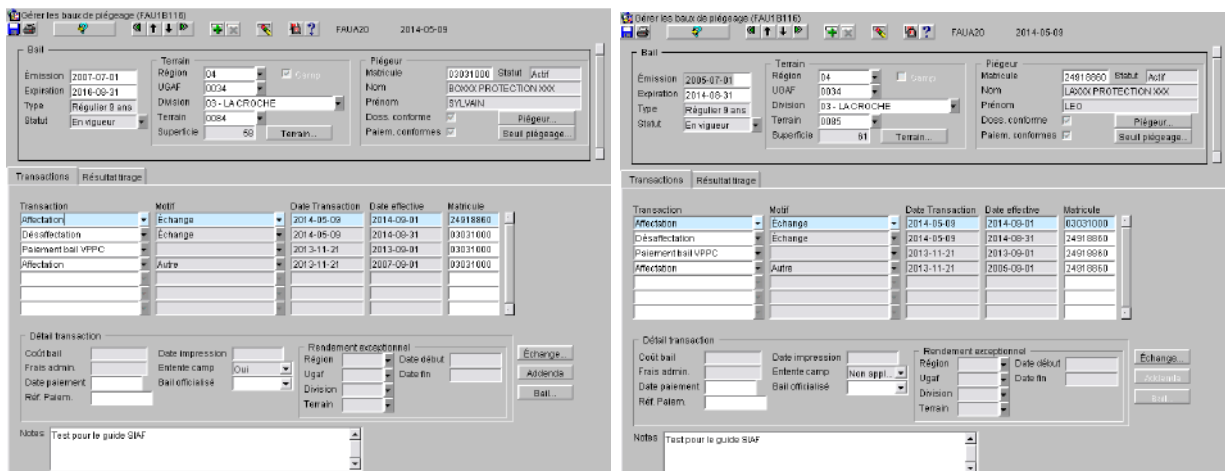 Gérer les baux de piégeage (FAU1B116)
FAUA20 2014-05-09
Bail
Émission 2007-07-01
Expiration 2016-08-31
Type Régulier 9 ans
Statut En vigueur
Terrain
Région 04 Camp
UGAF 0034
Division 03 - LA CROCHE
Terrain 0084
Superficie 58 Terrain...
Piégeur
Matricule 03031000 Statut Actif
Nom BOXXX PROTECTION XXX
Prénom SYLVAIN
Doss. conforme Piégeur...
Paiem. conformes Seuil piégeage...
Transactions Résultat tirage
Transaction Motif Date Transaction Date effective Matricule
Affectation Échange 2014-05-09 2014-09-01 24918860
Désaffectation Échange 2014-05-09 2014-08-31 03031000
Paiement bail VPPC 2013-11-21 2013-09-01 03031000
Affectation Autre 2013-11-21 2007-09-01 03031000
Détail transaction
Coût bail Date impression
Frais admin. Entente camp Oui
Date paiement Bail officialisé
Réf. Paiem.
Rendement exceptionnel
Région Date début
Ugaf Date fin
Division
Terrain
Échange...
Addenda
Bail...
Notes Test pour le guide SIAF
Gérer les baux de piégeage (FAU1B116)
FAUA20 2014-05-09
Bail
Émission 2005-07-01
Expiration 2014-08-31
Type Régulier 9 ans
Statut En vigueur
Terrain
Région 04 Camp
UGAF 0034
Division 03 - LA CROCHE
Terrain 0085
Superficie 61 Terrain...
Piégeur
Matricule 24918860 Statut Actif
Nom LAXXX PROTECTION XXX
Prénom LEO
Doss. conforme Piégeur...
Paiem. conformes Seuil piégeage...
Transactions Résultat tirage
Transaction Motif Date Transaction Date effective Matricule
Affectation Échange 2014-05-09 2014-09-01 03031000
Désaffectation Échange 2014-05-09 2014-08-31 24918860
Paiement bail VPPC 2013-11-21 2013-09-01 24918860
Affectation Autre 2013-11-21 2005-09-01 24918860
Détail transaction
Coût bail Date impression
Frais admin. Entente camp Non appl...
Date paiement Bail officialisé
Réf. Paiem.
Rendement exceptionnel
Région Date début
Ugaf Date fin
Division
Terrain
Échange...
Addenda
Bail...
Notes Test pour le guide SIAF